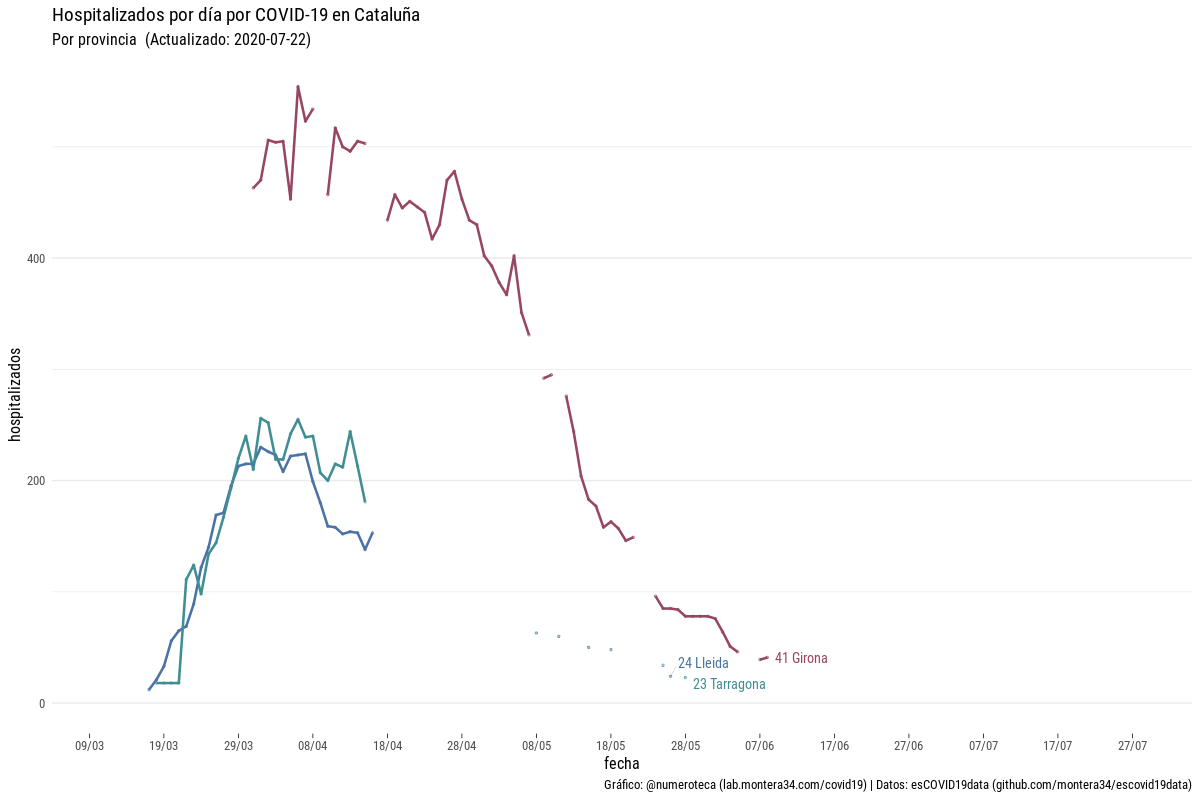 Hospitalizados por día por COVID-19 en Cataluña
Por provincia  (Actualizado: 2020-07-22)
hospitalizados
400
200
0
24 Lleida
41 Girona
23 Tarragona
09/03 19/03 29/03 08/04 18/04 28/04 08/05 18/05 28/05 07/06 17/06 27/06 07/07 17/07 27/07
fecha
Gráfico: @numeroteca (lab.montera34.com/covid19) | Datos: esCOVID19data (github.com/montera34/escovid19data)